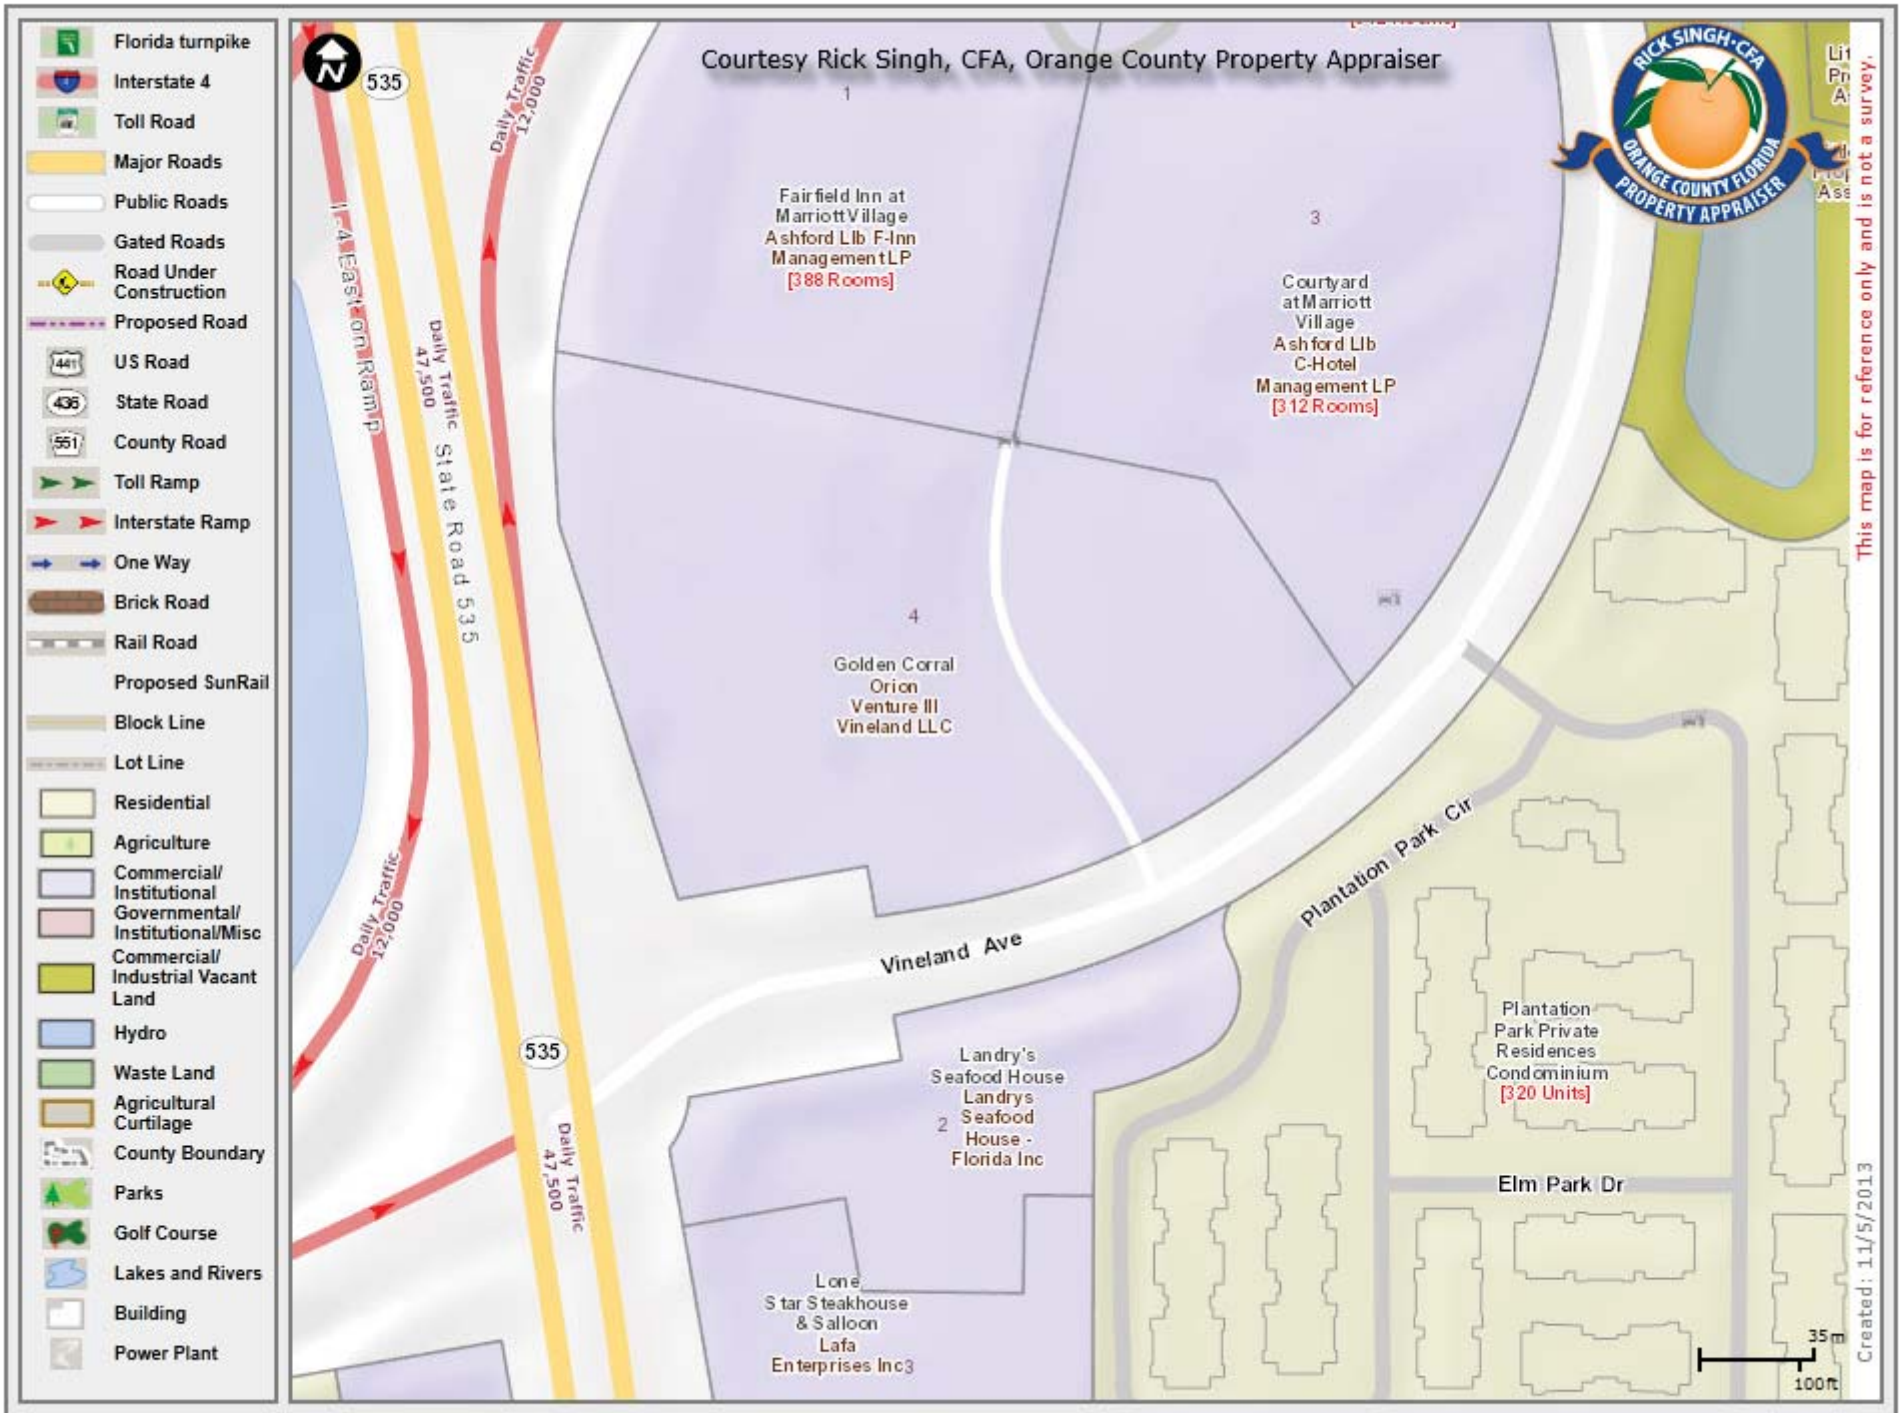 Florida turnpike
Interstate 4
Toll Road
Major Roads
Public Roads
Gated Roads
Road Under
Construction
Proposed Road
441
US Road
436
State Road
551
County Road
Toll Ramp
Interstate Ramp
One Way
Brick Road
Rail Road
Proposed SunRail
Block Line
Lot Line
Residential
Agriculture
Commercial/
Institutional
Governmental/
Institutional/Misc
Commercial/
Industrial Vacant
Land
Hydro
Waste Land
Agricultural
Curtilage
County Boundary
Parks
Golf Course
Lakes and Rivers
Building
Power Plant
N
535
Courtesy Rick Singh, CFA, Orange County Property Appraiser
RICK SINGH·CFA
ORANGE COUNTY FLORIDA
PROPERTY APPRAISER
Daily Traffic
12,000
1
Fairfield Inn at
Marriott Village
Ashford Llb F-Inn
Management LP
[388 Rooms]
3
Courtyard
at Marriott
Village
Ashford Llb
C-Hotel
Management LP
[312 Rooms]
I-4 East on Ramp
Daily Traffic
47,500
State Road 535
4
Golden Corral
Orion
Venture III
Vineland LLC
Daily Traffic
12,000
Vineland Ave
Plantation Park Cir
535
Landry's
Seafood House
Landrys
2 Seafood
House -
Florida Inc
Plantation
Park Private
Residences
Condominium
[320 Units]
Daily Traffic
47,500
Elm Park Dr
Lone
Star Steakhouse
& Salloon
Lafa
Enterprises Inc
3
35m
100ft
This map is for reference only and is not a survey.
Created: 11/5/2013